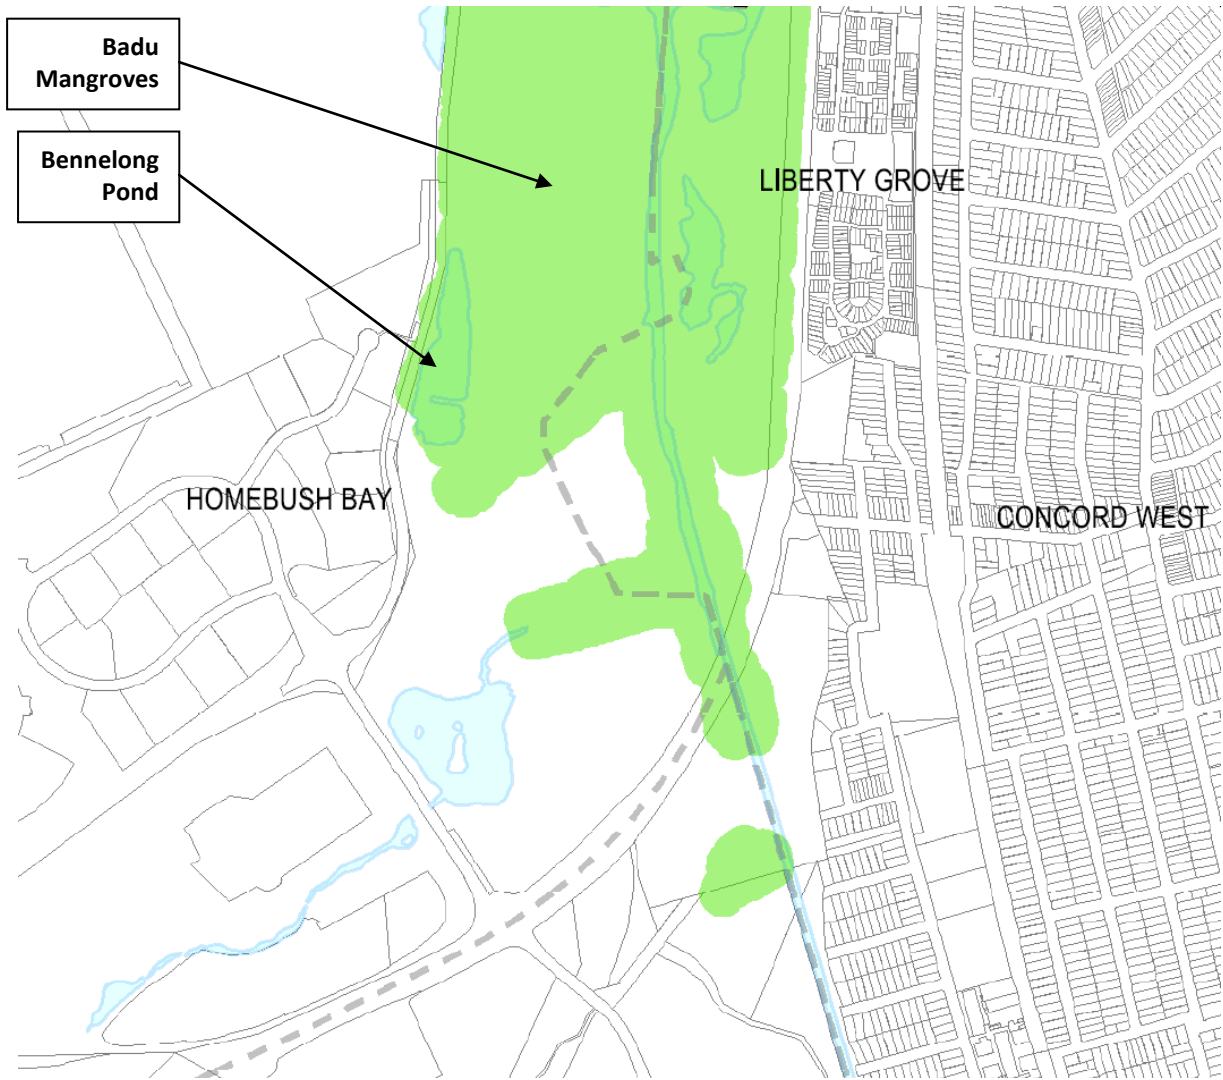 Badu
Mangroves
Bennelong
Pond
LIBERTY GROVE
HOMEBUSH BAY
CONCORD WEST